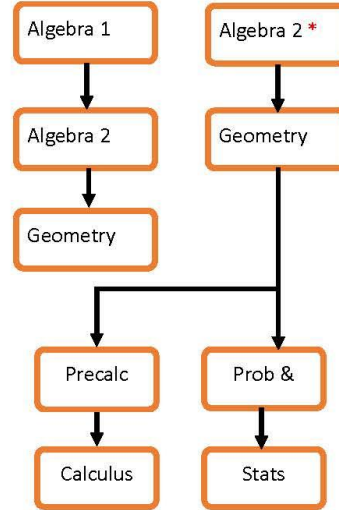 Algebra 1
Algebra 2 *
Algebra 2
Geometry
Geometry
Precalc
Prob &
Calculus
Stats